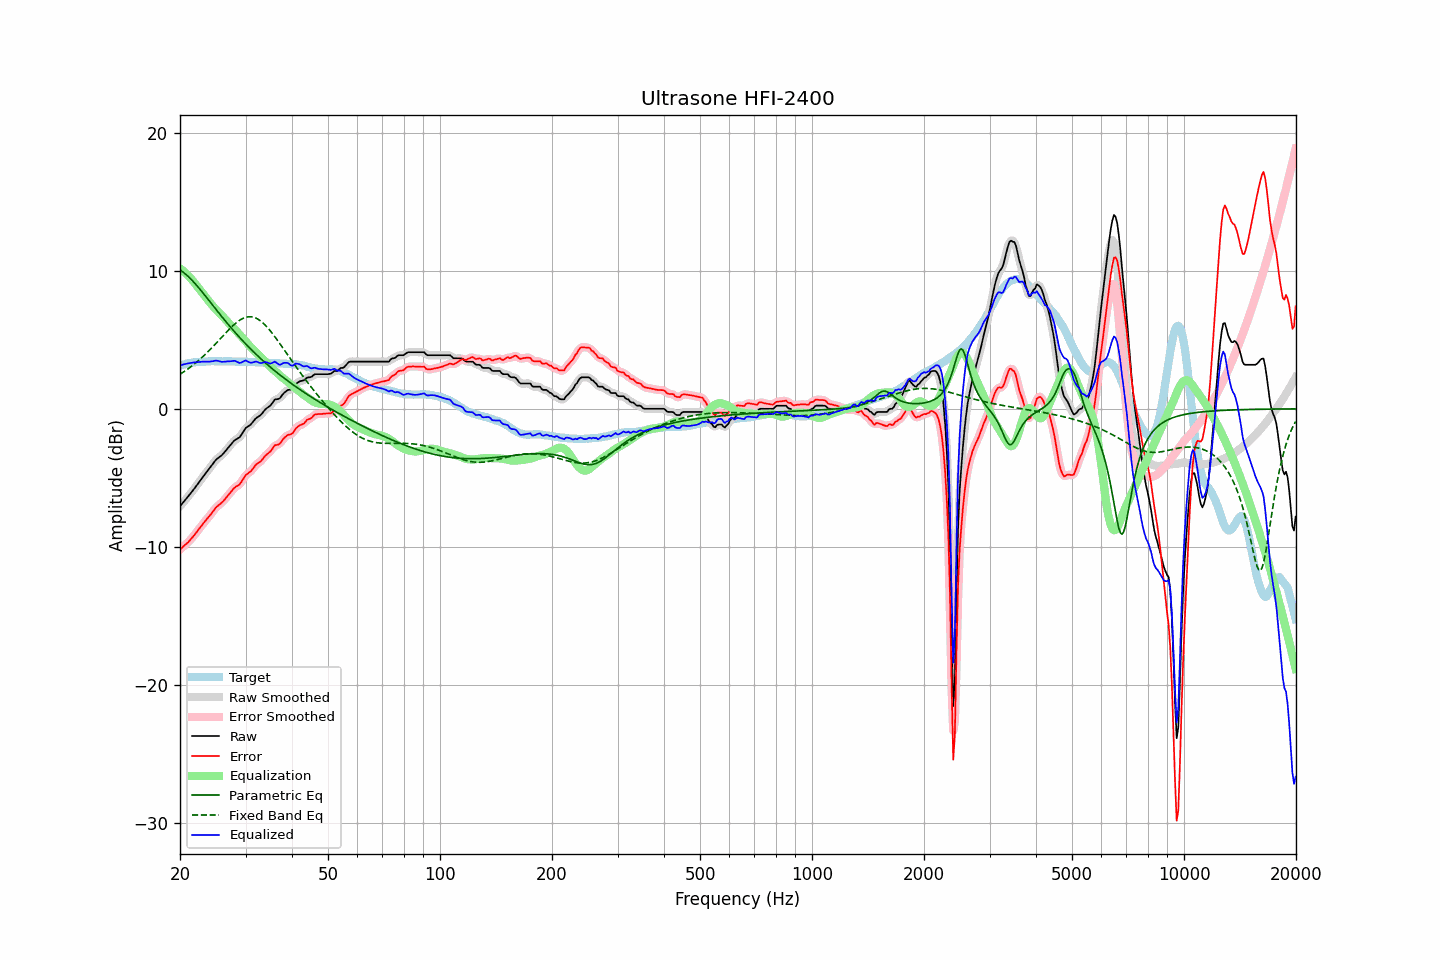 Ultrasone HFI-2400
20
10
0
−10
−20
−30
Amplitude (dBr)
Target
Raw Smoothed
Error Smoothed
Raw
Error
Equalization
Parametric Eq
Fixed Band Eq
Equalized
20
50
100
200
500
1000
2000
5000
10000
20000
Frequency (Hz)